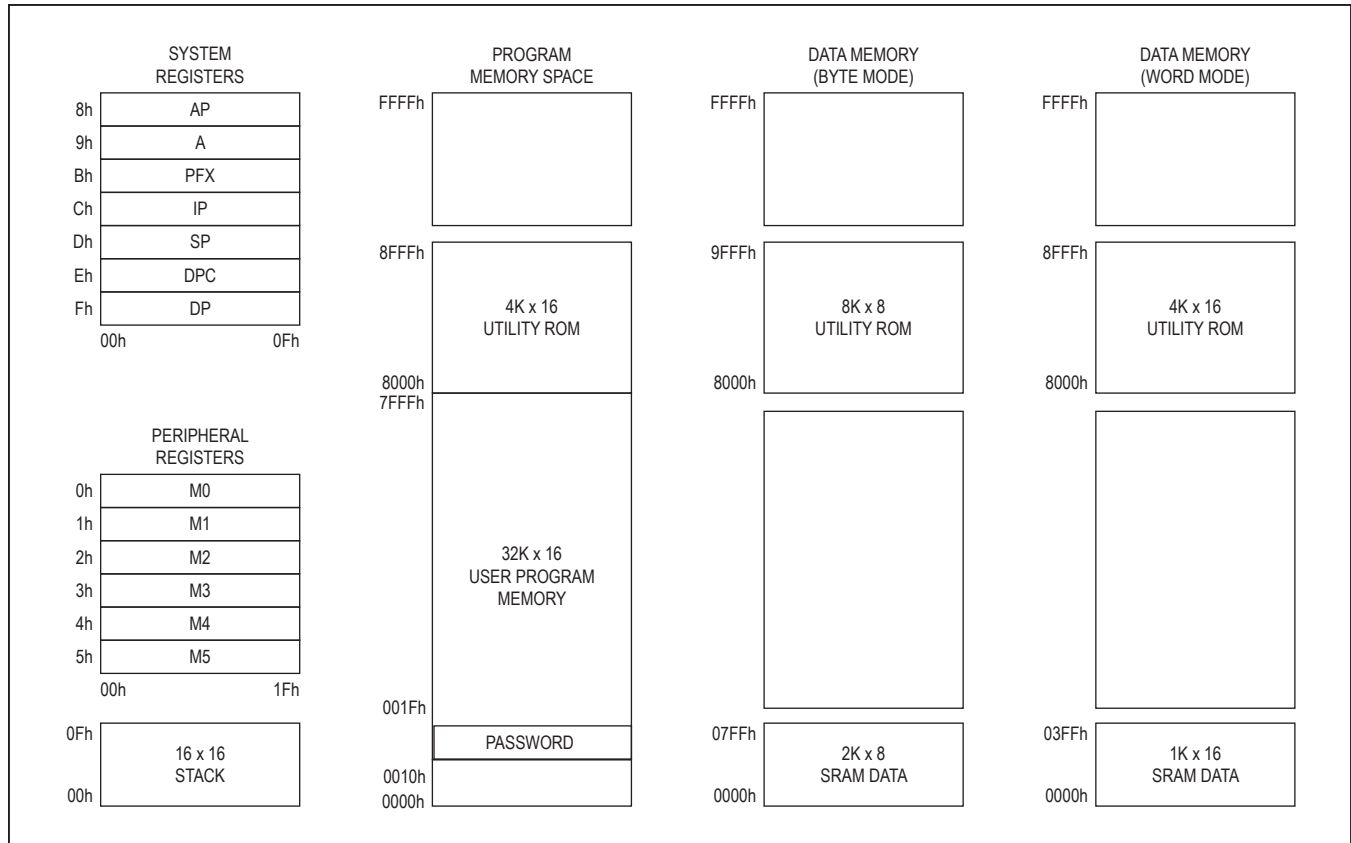 SYSTEM
REGISTERS
8h
AP
9h
A
Bh
PFX
Ch
IP
Dh
SP
Eh
DPC
Fh
DP
00h
0Fh
PERIPHERAL
REGISTERS
0h
M0
1h
M1
2h
M2
3h
M3
4h
M4
5h
M5
00h
1Fh
0Fh
16 x 16
STACK
00h
PROGRAM
MEMORY SPACE
FFFFh
8FFFh
4K x 16
UTILITY ROM
8000h
7FFFh
32K x 16
USER PROGRAM
MEMORY
001Fh
PASSWORD
0010h
0000h
DATA MEMORY
(BYTE MODE)
FFFFh
9FFFh
8K x 8
UTILITY ROM
8000h
07FFh
2K x 8
SRAM DATA
0000h
DATA MEMORY
(WORD MODE)
FFFFh
8FFFh
4K x 16
UTILITY ROM
8000h
03FFh
1K x 16
SRAM DATA
0000h